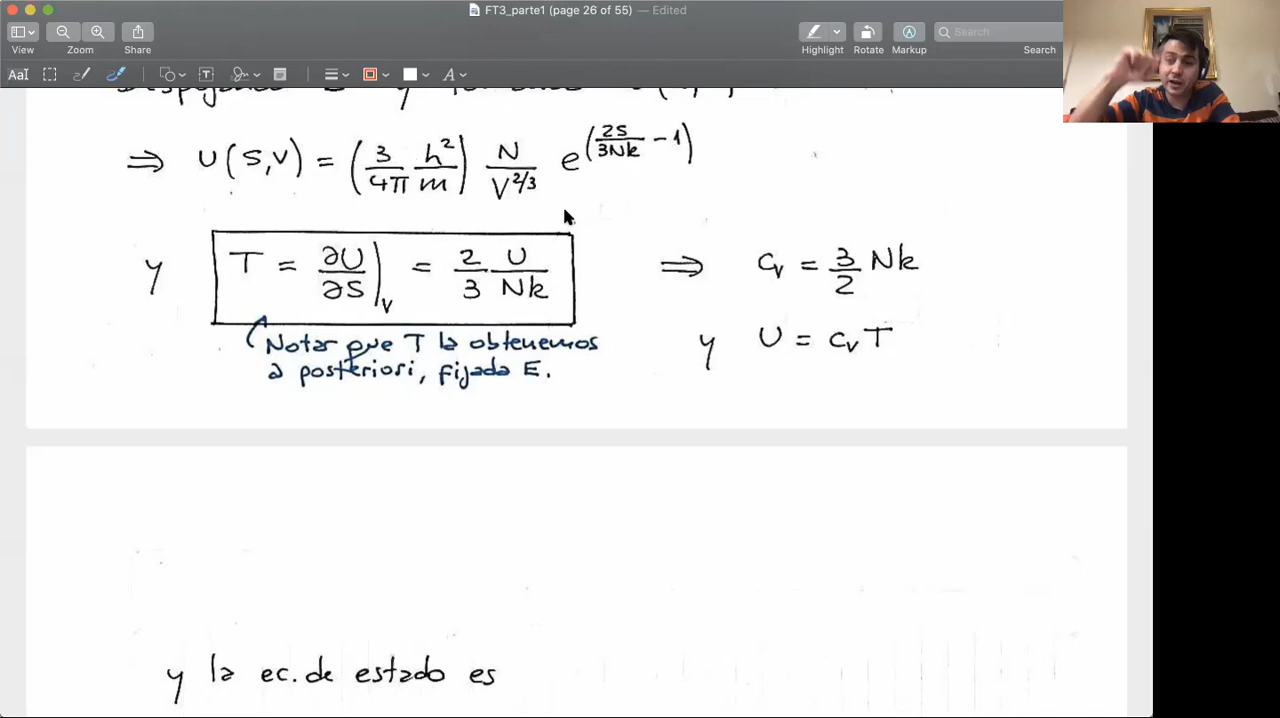 FT3_parte1 (page 26 of 55) — Edited
View Zoom Share Highlight Rotate Markup Search
Search
AaI
⇒ U(S,V) = (3/4π h²/m) N/V^(2/3) e^(2S/3Nk − 1)
y T = ∂U/∂S|_V = 2/3 U/Nk ⇒ c_v = 3/2 Nk
Notar que T la obtenemos
a posteriori, fijada E.
y U = c_v T
y la ec. de estado es